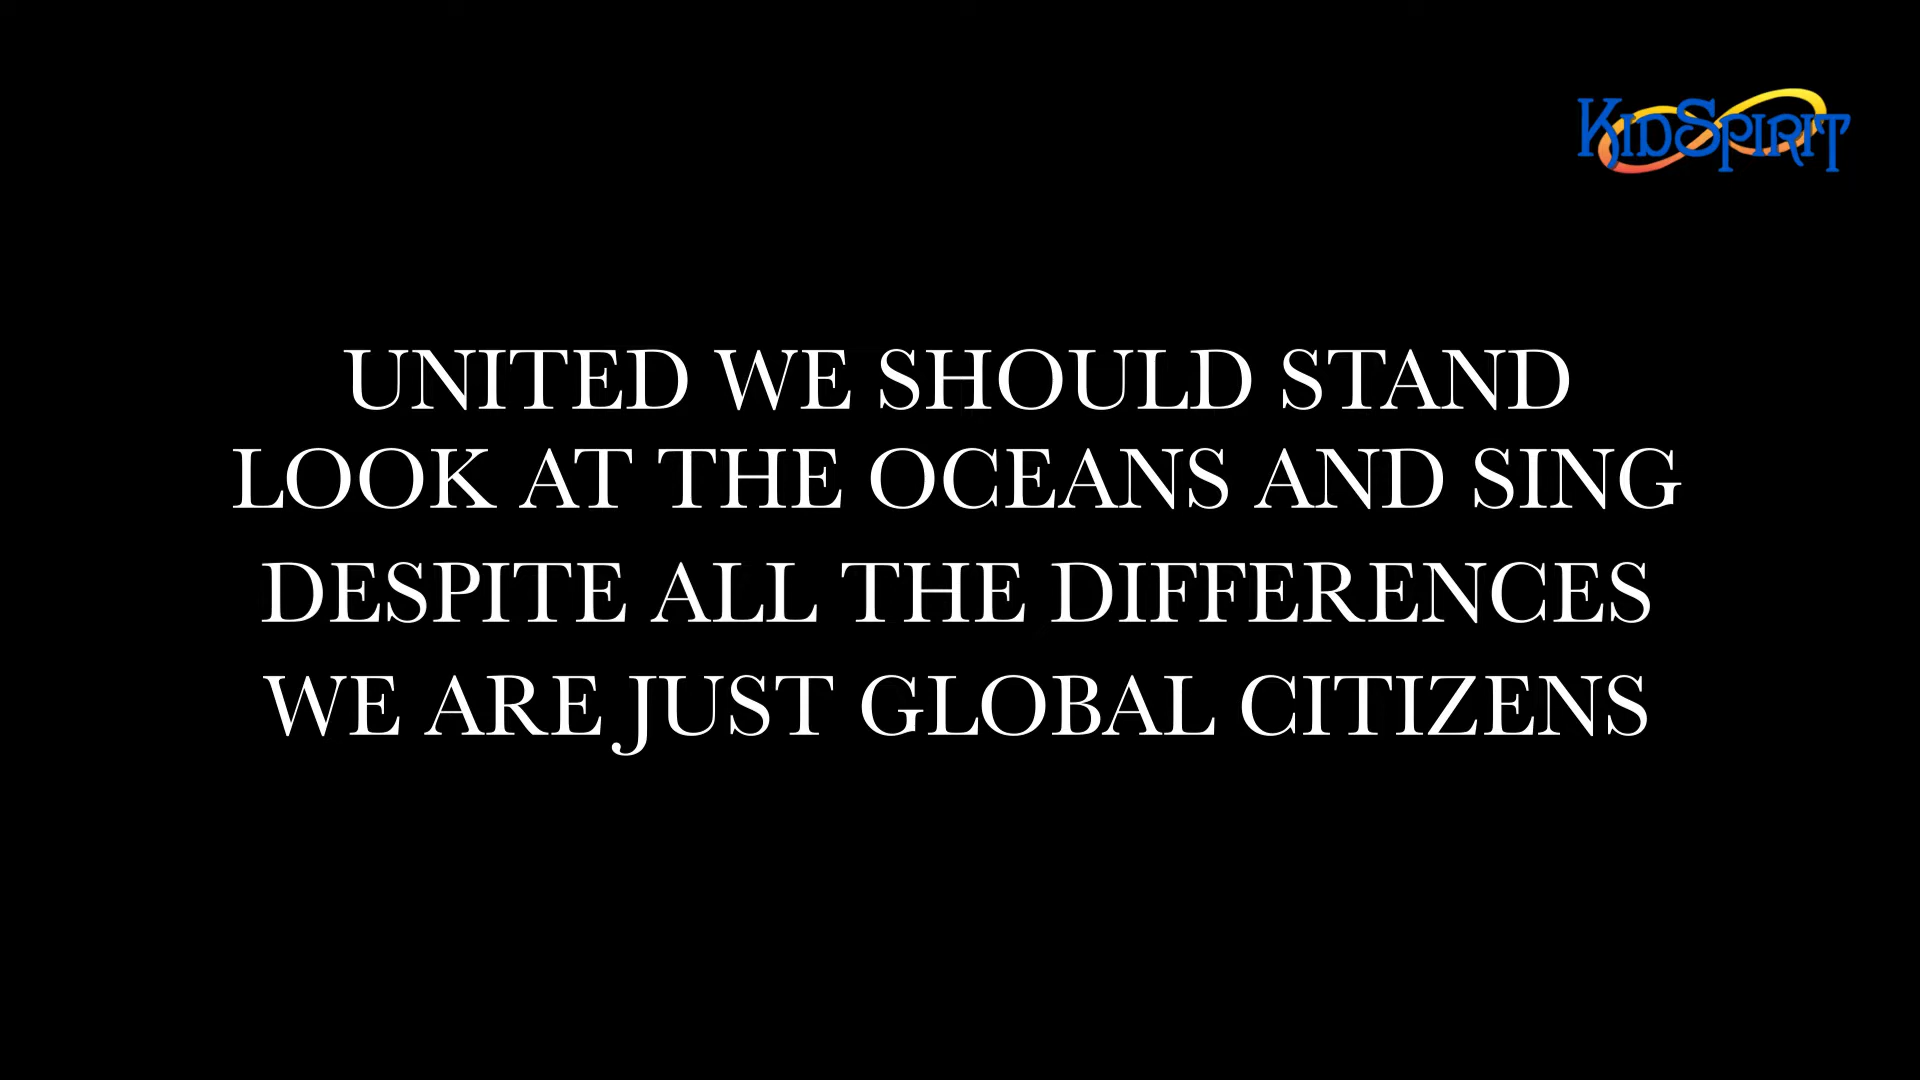 KIDSPIRIT
UNITED WE SHOULD STAND
LOOK AT THE OCEANS AND SING
DESPITE ALL THE DIFFERENCES
WE ARE JUST GLOBAL CITIZENS